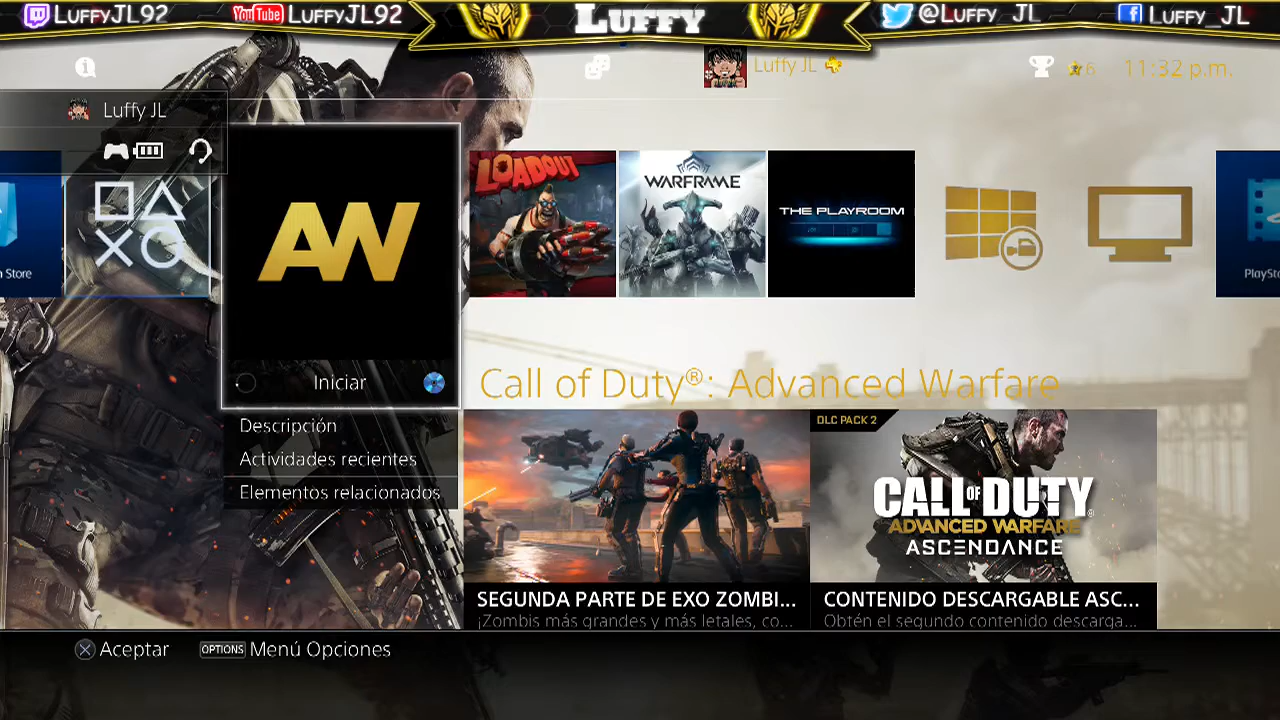 LuffyJL92
YouTube LuffyJL92
LUFFY
@Luffy_JL
Luffy_JL
Luffy JL
6
11:32 p.m.
Luffy JL
LOADOUT
WARFRAME
THE PLAYROOM
Store
AW
Iniciar
Call of Duty®: Advanced Warfare
Descripción
Actividades recientes
Elementos relacionados
DLC PACK 2
CALL OF DUTY®
ADVANCED WARFARE
ASCENDANCE
SEGUNDA PARTE DE EXO ZOMBI...
¡Zombis más grandes y más letales, co...
CONTENIDO DESCARGABLE ASC...
Obtén el segundo contenido descarga...
Aceptar
OPTIONS Menú Opciones